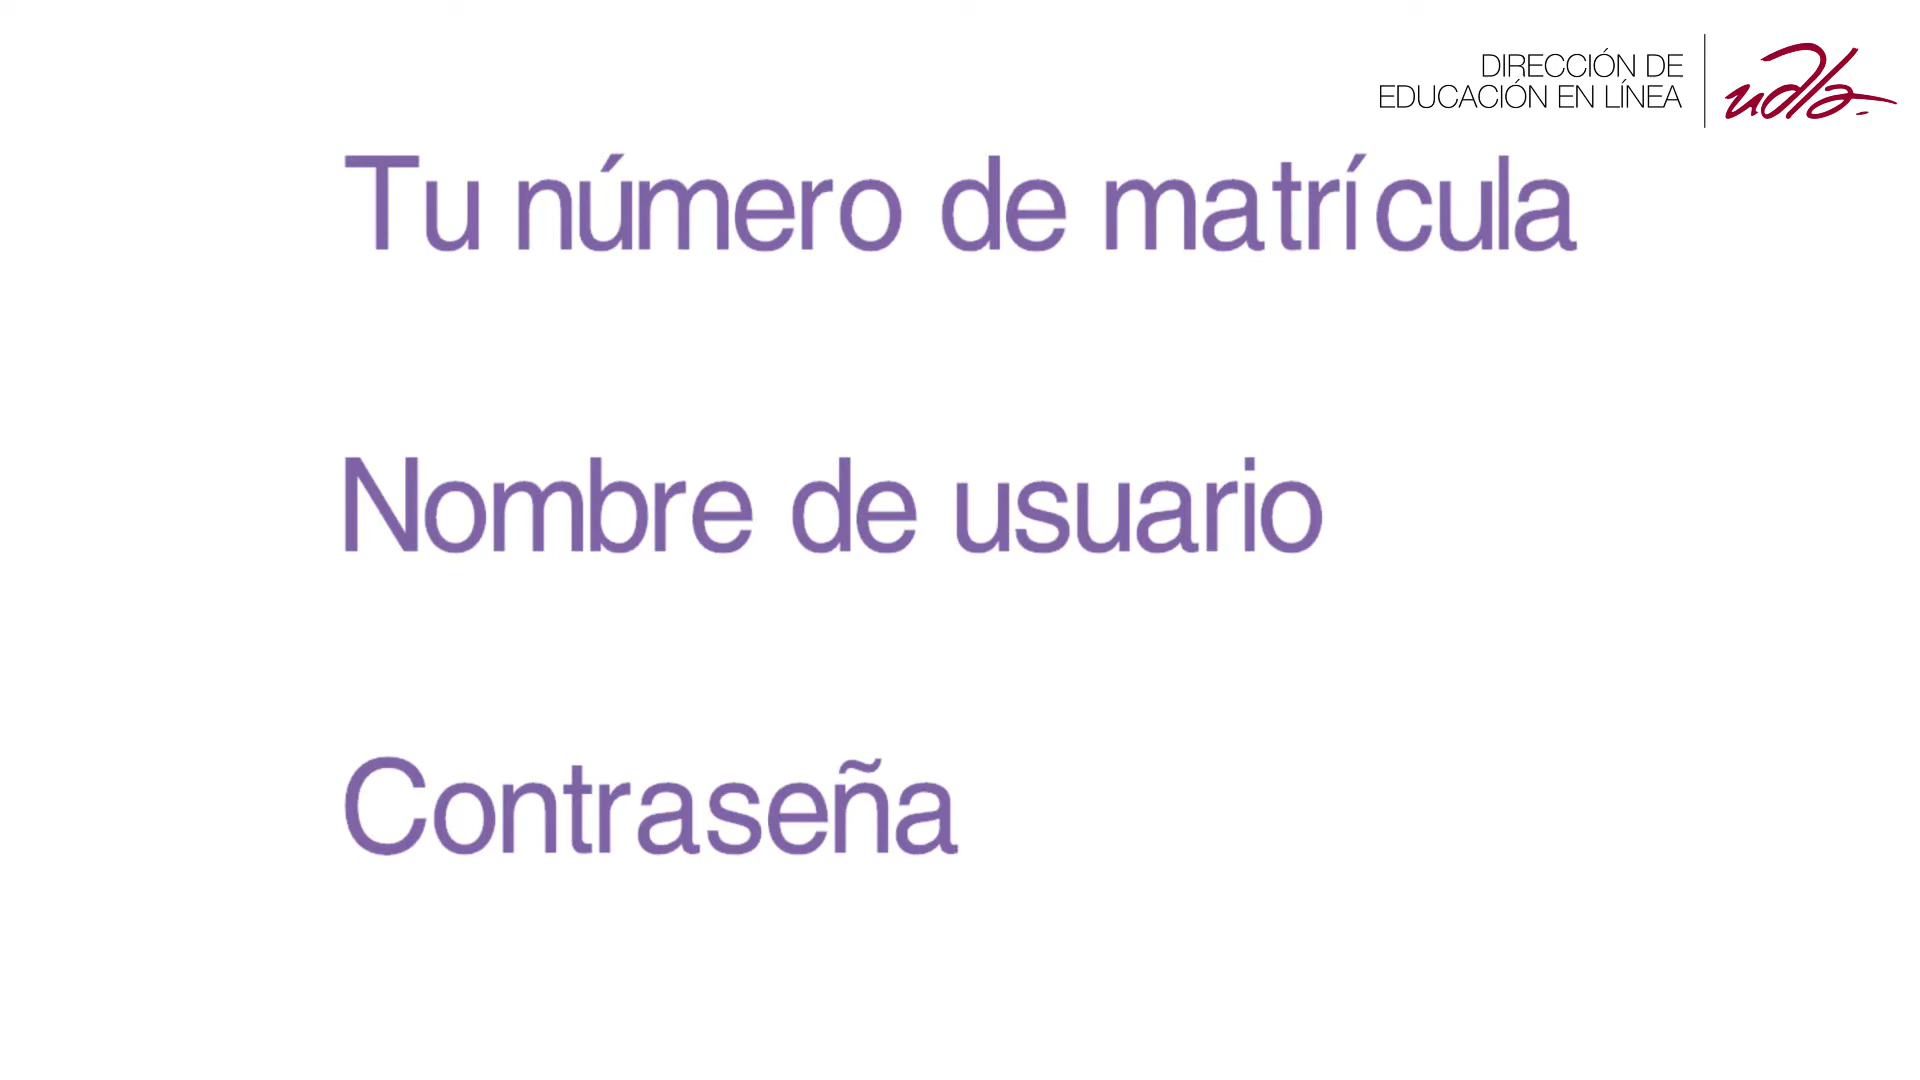 DIRECCIÓN DE
EDUCACIÓN EN LÍNEA
udla.
Tu número de matrícula
Nombre de usuario
Contraseña